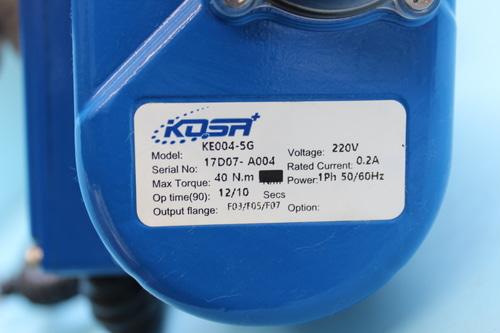 KOSA+
Model: KE004-5G Voltage: 220V
Serial No: 17D07- A004 Rated Current: 0.2A
Max Torque: 40 N.m Power: 1Ph 50/60Hz
Op time(90): 12/10 Secs
Output flange: F03/F05/F07 Option: